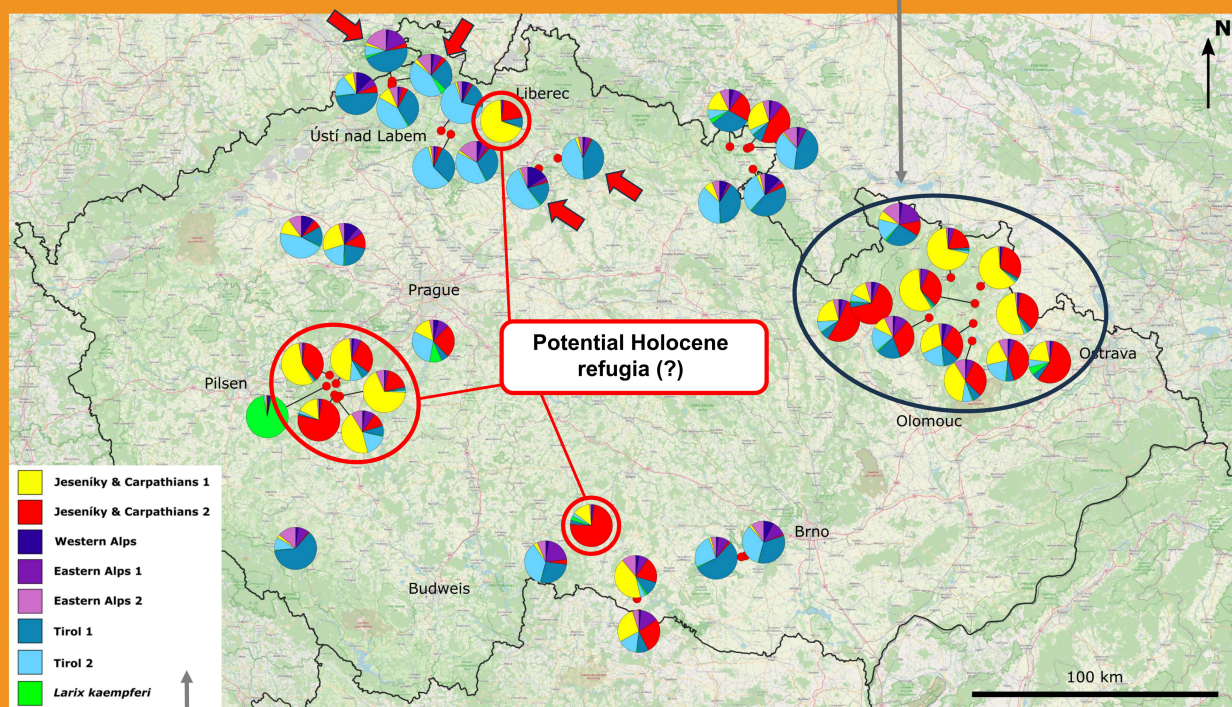 N
Liberec
Ústí nad Labem
Prague
Potential Holocene
refugia (?)
Pilsen
Ostrava
Olomouc
Brno
Budweis
Jeseníky & Carpathians 1
Jeseníky & Carpathians 2
Western Alps
Eastern Alps 1
Eastern Alps 2
Tirol 1
Tirol 2
Larix kaempferi
100 km